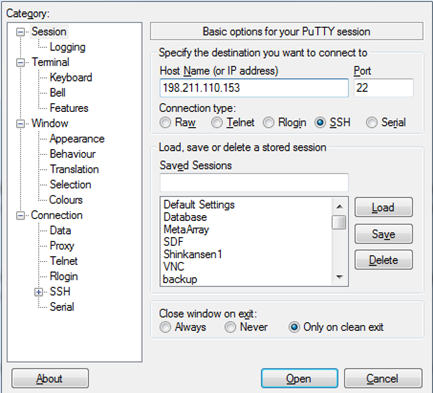 Category:
Session
Logging
Terminal
Keyboard
Bell
Features
Window
Appearance
Behaviour
Translation
Selection
Colours
Connection
Data
Proxy
Telnet
Rlogin
SSH
Serial
Basic options for your PuTTY session
Specify the destination you want to connect to
Host Name (or IP address) Port
198.211.110.153 22
Connection type:
Raw Telnet Rlogin SSH Serial
Load, save or delete a stored session
Saved Sessions
Default Settings
Database
MetaArray
SDF
Shinkansen1
VNC
backup
Load
Save
Delete
Close window on exit:
Always Never Only on clean exit
About Open Cancel